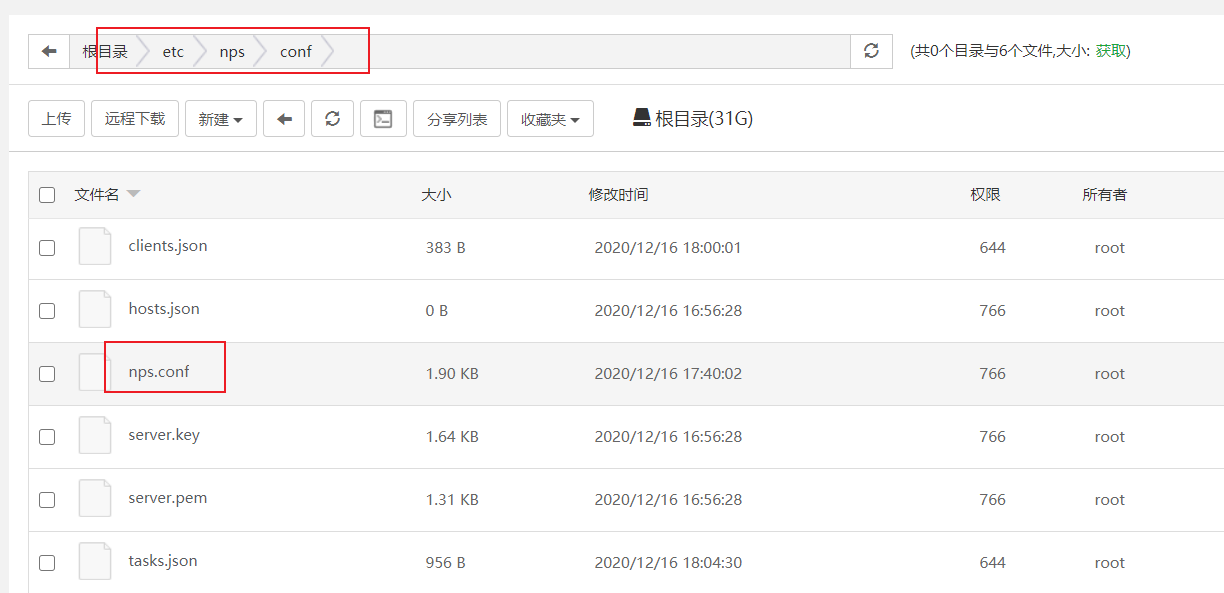 根目录 etc nps conf (共0个目录与6个文件,大小: 获取)
上传 远程下载 新建 分享列表 收藏夹 根目录(31G)
文件名 大小 修改时间 权限 所有者
clients.json 383 B 2020/12/16 18:00:01 644 root
hosts.json 0 B 2020/12/16 16:56:28 766 root
nps.conf 1.90 KB 2020/12/16 17:40:02 766 root
server.key 1.64 KB 2020/12/16 16:56:28 766 root
server.pem 1.31 KB 2020/12/16 16:56:28 766 root
tasks.json 956 B 2020/12/16 18:04:30 644 root